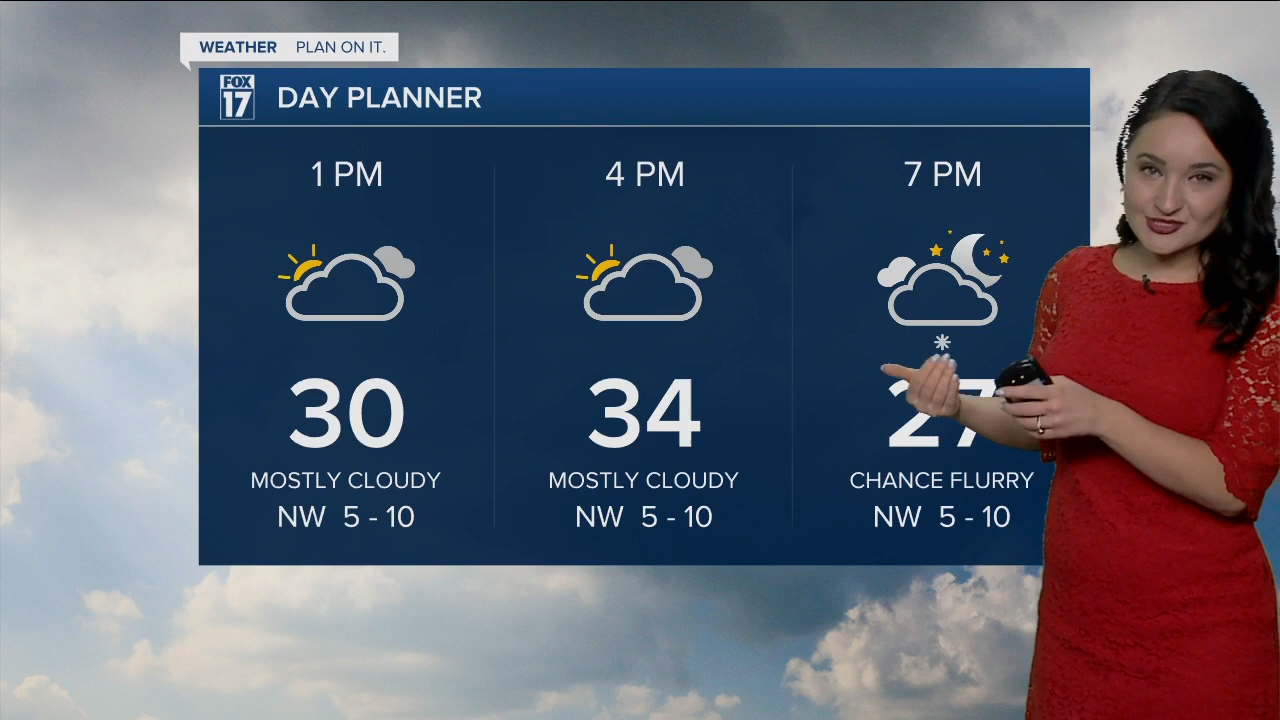 WEATHER PLAN ON IT.
FOX
17
DAY PLANNER
1 PM
4 PM
7 PM
30
34
27
MOSTLY CLOUDY
MOSTLY CLOUDY
CHANCE FLURRY
NW 5 - 10
NW 5 - 10
NW 5 - 10